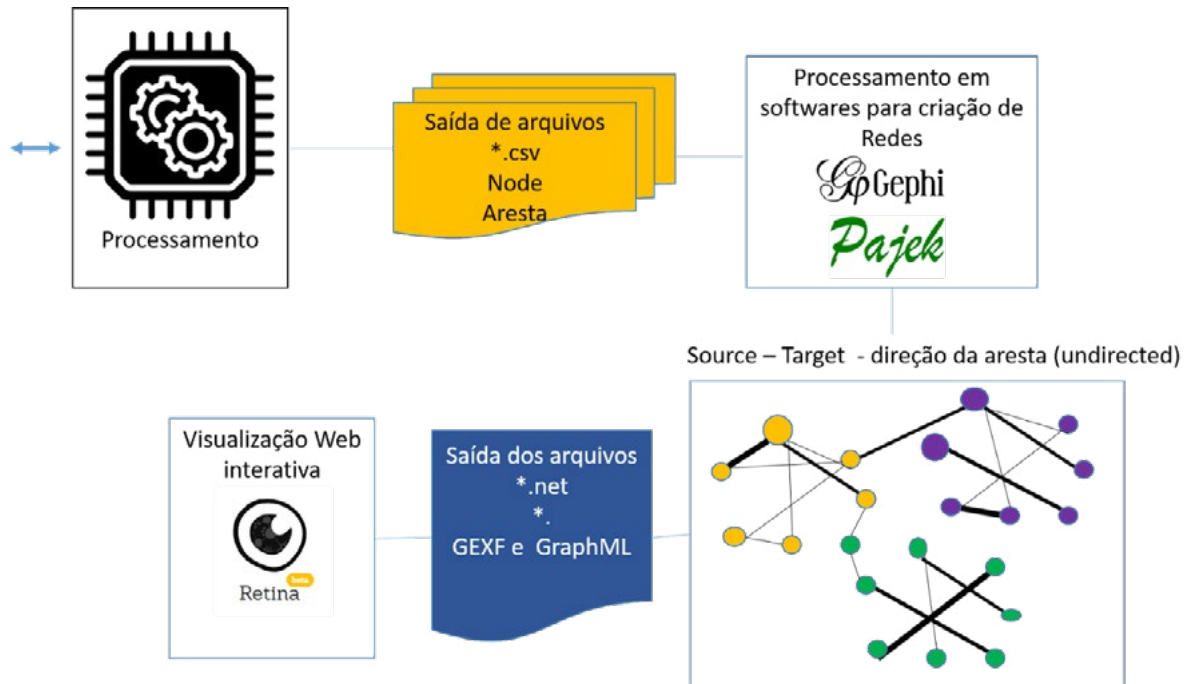 Processamento
Saída de arquivos
*.csv
Node
Aresta
Processamento em
softwares para criação de
Redes
Gephi
Pajek
Source – Target - direção da aresta (undirected)
Visualização Web
interativa
beta
Retina
Saída dos arquivos
*.net
*.
GEXF e GraphML